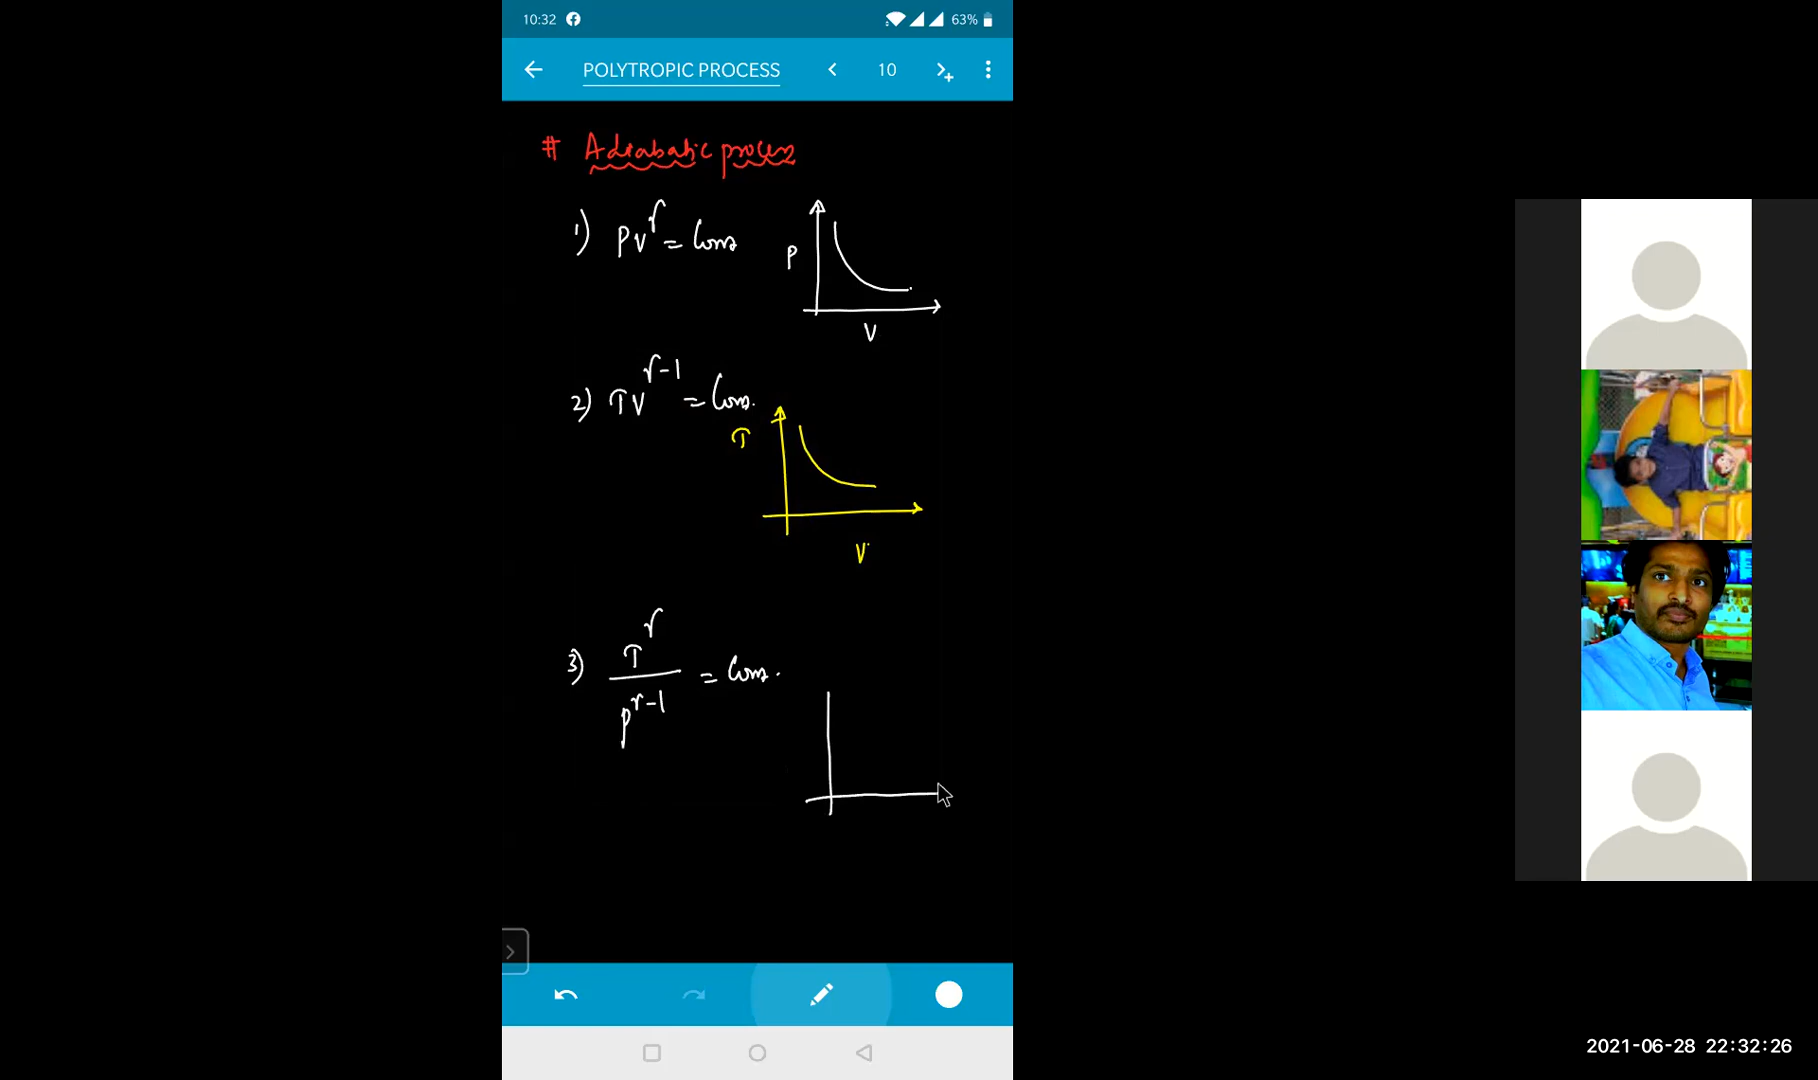 10:32 63%
POLYTROPIC PROCESS 10
# Adiabatic process
1) PV^r = Cons
P
V
2) TV^r-1 = Cons.
T
V
3) T^r / P^r-1 = Cons.
2021-06-28 22:32:26